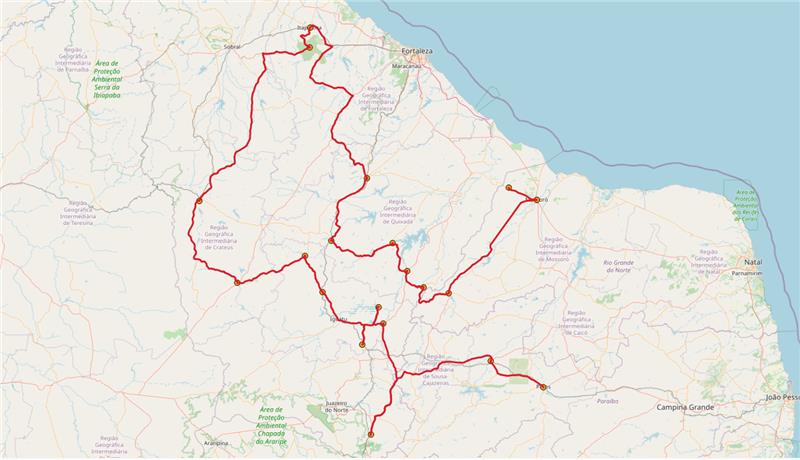 Itapipoca
Sobral
Fortaleza
Maracanaú
Região
Geográfica
Intermediária
de Parnaíba
Área de
Proteção
Ambiental
Serra da
Ibiapaba
Região
Geográfica
Intermediária
de Fortaleza
Região
Geográfica
Intermediária de
Teresina
Região
Geográfica
Intermediária
de Crateús
Região
Geográfica
Intermediária
de Quixadá
Região
Geográfica
Intermediária
de Mossoró
Rio Grande
do Norte
Região
Geográfica
Intermediária
de Natal
Área de
Proteção
Ambiental
dos Recifes
de Corais
Natal
Parnamirim
Região
Geográfica
Intermediária
de Caicó
Iguatu
Região
Geográfica
Intermediária
de Sousa-
Cajazeiras
Patos
Paraíba
Campina Grande
João Pesso
Juazeiro
do Norte
Área de
Proteção
Ambiental
Chapada
do Araripe
Araripina
Região
Geográfica
Intermediária